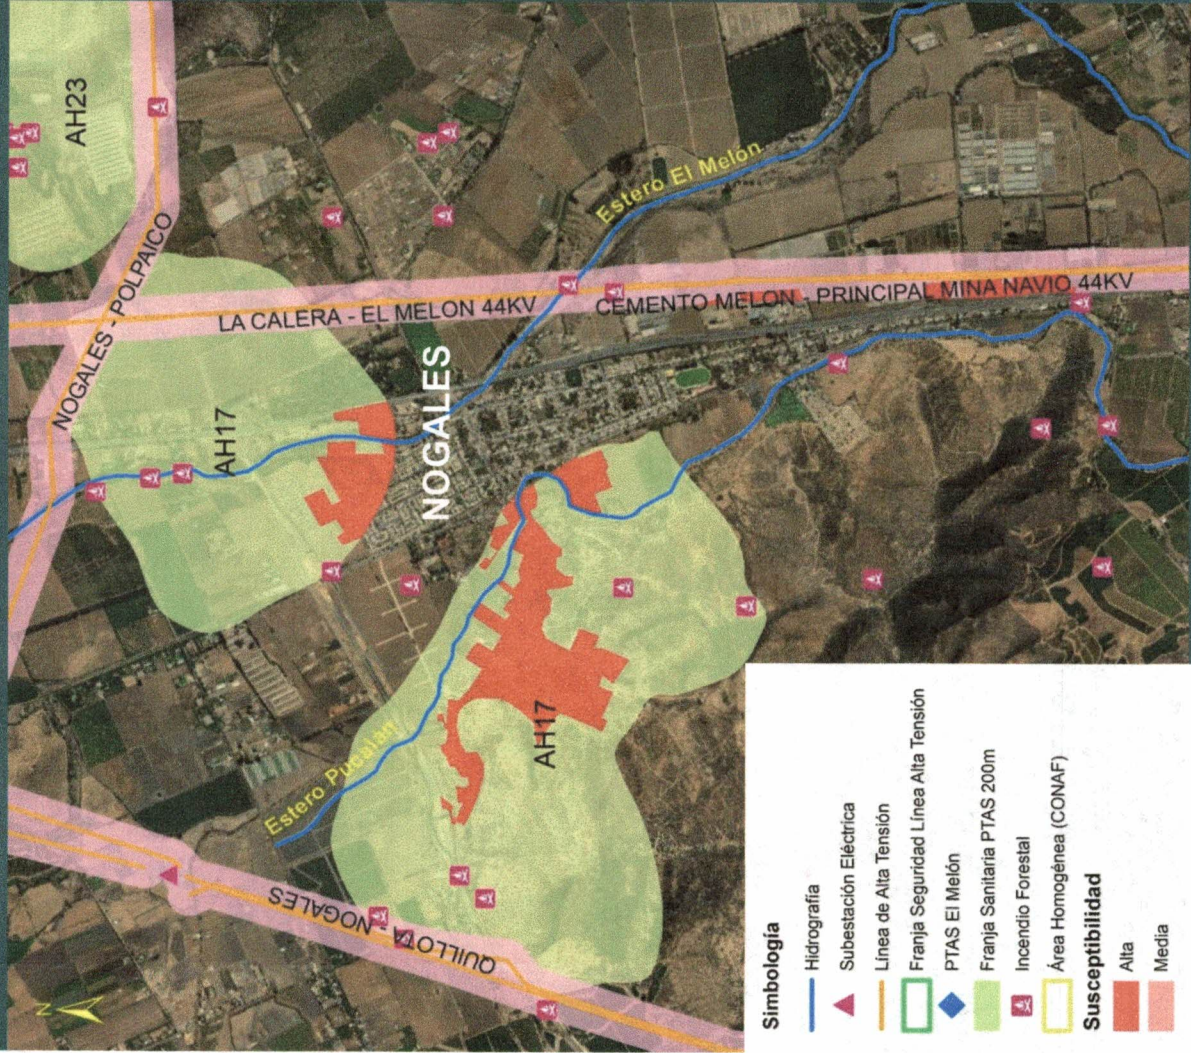 AH23
NOGALES - POLPAICO
LA CALERA - EL MELON 44KV
CEMENTO MELON - PRINCIPAL MINA NAVIO 44KV
Estero El Melón
AH17
NOGALES
AH17
Estero Pucalán
QUILLOTA - NOGALES
N
Simbología
Hidrografía
Subestación Eléctrica
Línea de Alta Tensión
Franja Seguridad Línea Alta Tensión
PTAS El Melón
Franja Sanitaria PTAS 200m
Incendio Forestal
Área Homogénea (CONAF)
Susceptibilidad
Alta
Media